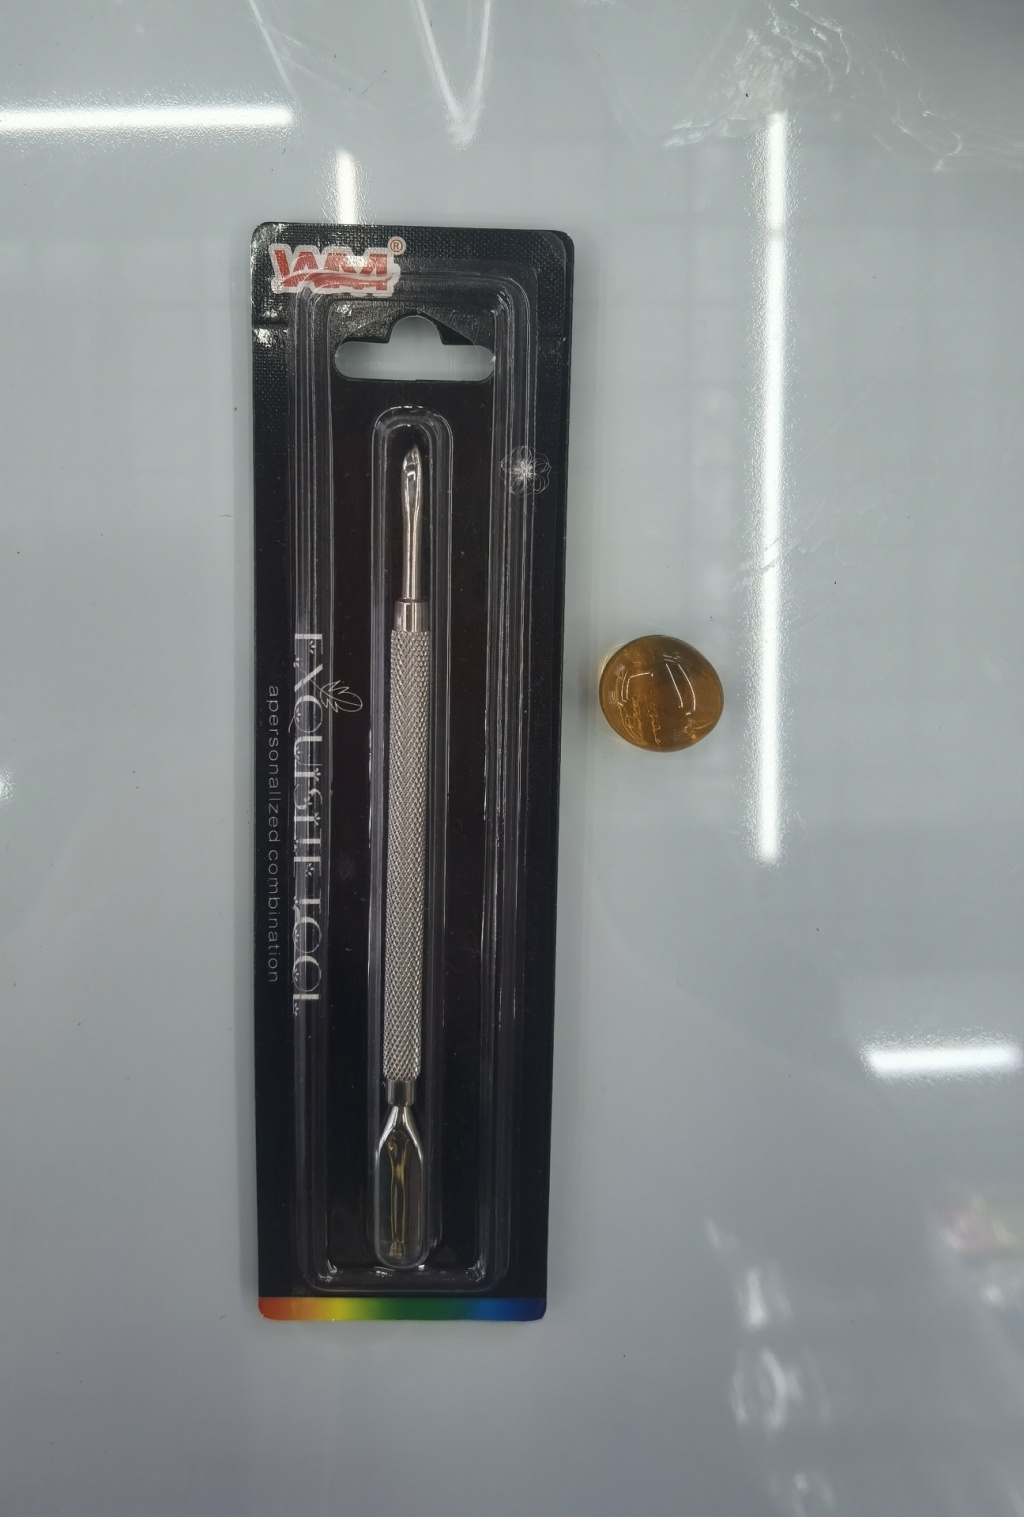 WM®
EXQUISITE TOOL
apersonalized combination